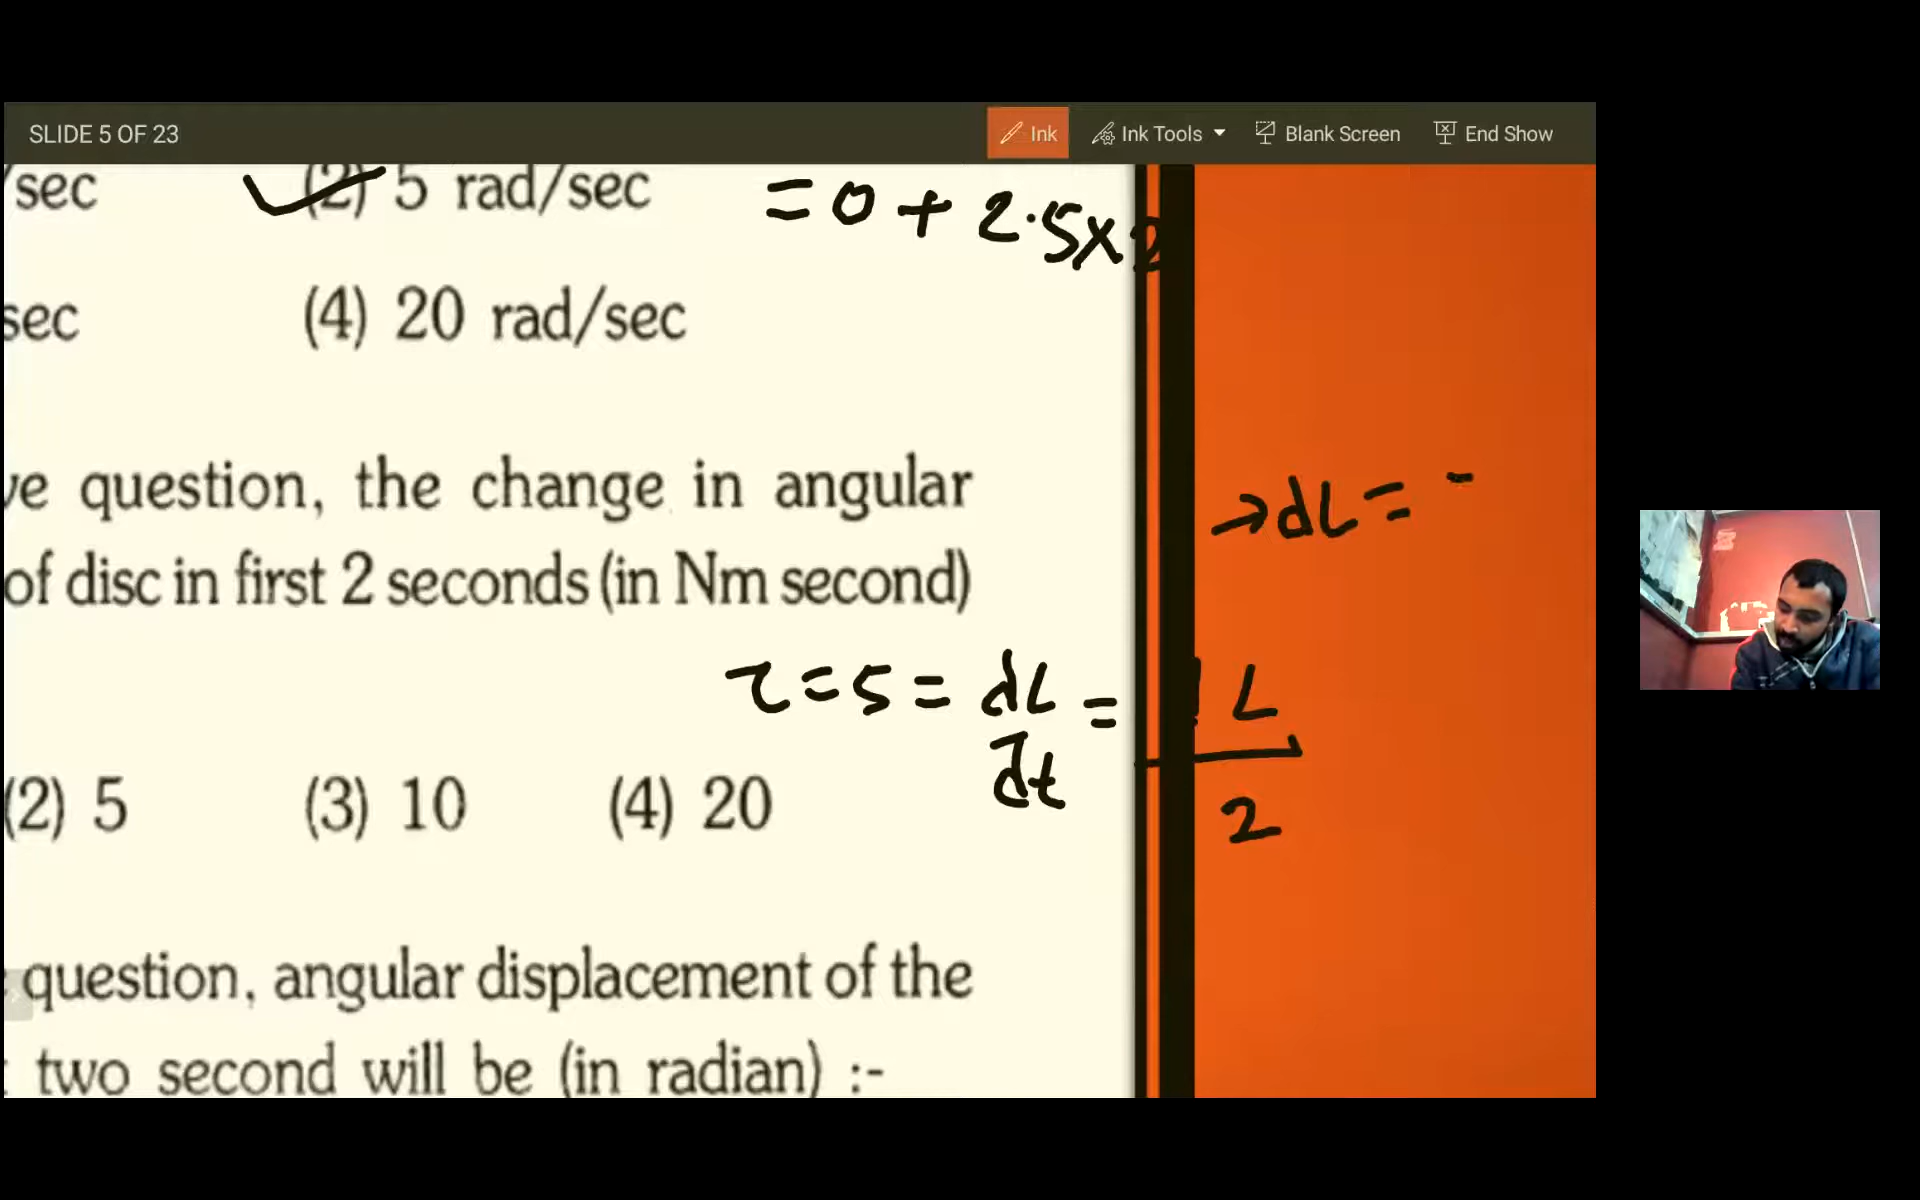 SLIDE 5 OF 23
Ink
Ink Tools
Blank Screen
End Show
/sec (2) 5 rad/sec
= 0 + 2.5×2
sec (4) 20 rad/sec
ve question, the change in angular
→dL =
of disc in first 2 seconds (in Nm second)
τ = 5 = dL/dt = L/2
(2) 5 (3) 10 (4) 20
question, angular displacement of the
two second will be (in radian) :-